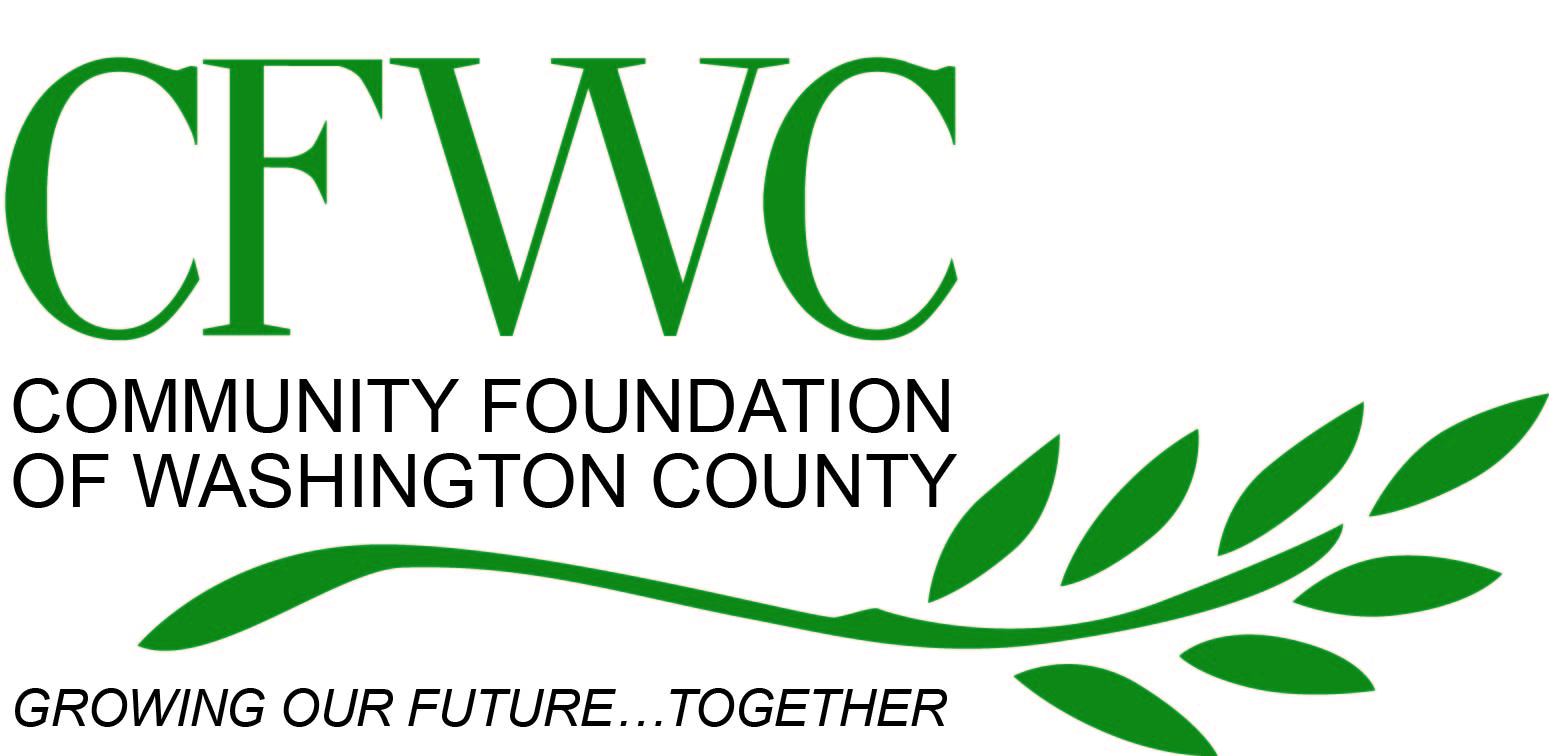 CFWC
COMMUNITY FOUNDATION
OF WASHINGTON COUNTY
GROWING OUR FUTURE...TOGETHER